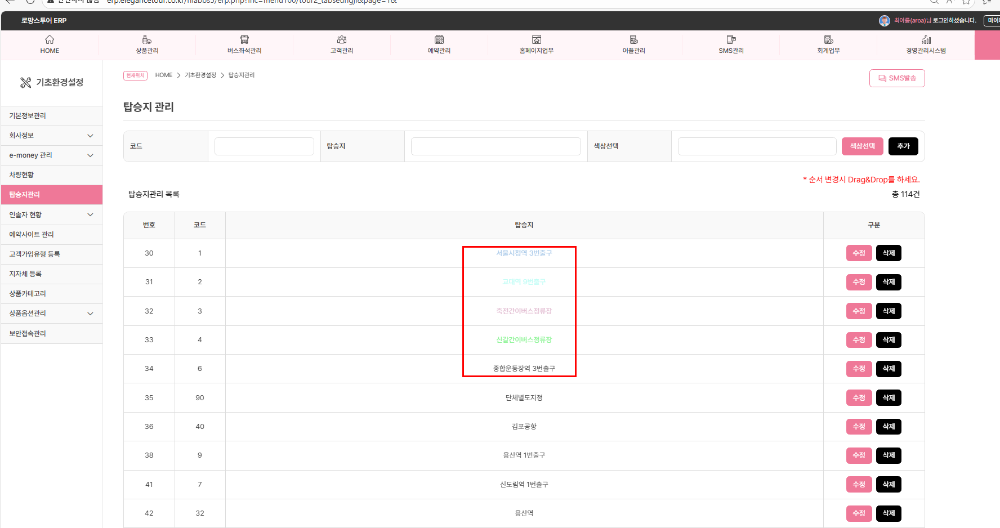 erp.elegancetour.co.kr/
로망스투어 ERP
최아름(aroa)님 로그인하셨습니다.
HOME
상품관리
버스좌석관리
고객관리
예약관리
홈페이지업무
어플관리
SMS관리
회계업무
경영관리시스템
기초환경설정
현재위치 HOME > 기초환경설정 > 탑승지관리
SMS발송
기본정보관리
회사정보
e-money 관리
차량현황
탑승지관리
인솔자 현황
예약사이트 관리
고객가입유형 등록
지자체 등록
상품카테고리
상품옵션관리
보안접속관리
탑승지 관리
코드 탑승지 색상선택 색상선택 추가
* 순서 변경시 Drag&Drop를 하세요.
탑승지관리 목록 총 114건
번호 코드 탑승지 구분
30 1 서울시청역 3번출구 수정 삭제
31 2 교대역 9번출구 수정 삭제
32 3 죽전간이버스정류장 수정 삭제
33 4 신갈간이버스정류장 수정 삭제
34 6 종합운동장역 3번출구 수정 삭제
35 90 단체별도지정 수정 삭제
36 40 김포공항 수정 삭제
38 9 용산역 1번출구 수정 삭제
41 7 신도림역 1번출구 수정 삭제
42 32 용산역 수정 삭제